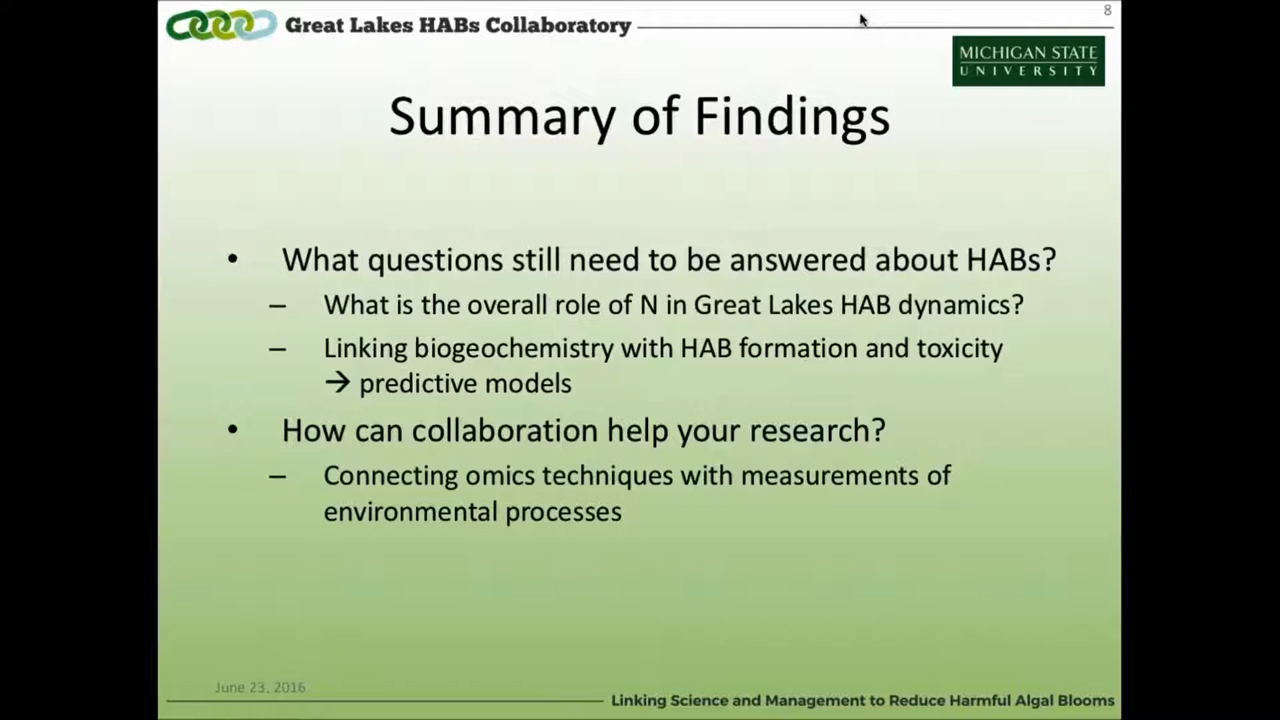 Great Lakes HABs Collaboratory
8
MICHIGAN STATE
UNIVERSITY
Summary of Findings
• What questions still need to be answered about HABs?
– What is the overall role of N in Great Lakes HAB dynamics?
– Linking biogeochemistry with HAB formation and toxicity
→ predictive models
• How can collaboration help your research?
– Connecting omics techniques with measurements of
environmental processes
June 23, 2016
Linking Science and Management to Reduce Harmful Algal Blooms